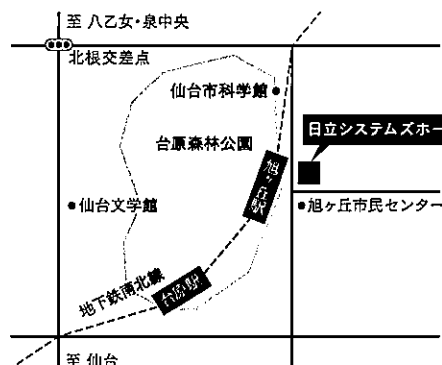 至 八乙女・泉中央
北根交差点
仙台市科学館
日立システムズホー
台原森林公園
旭ヶ丘駅
仙台文学館
旭ヶ丘市民センター
地下鉄南北線
台原駅
至 仙台